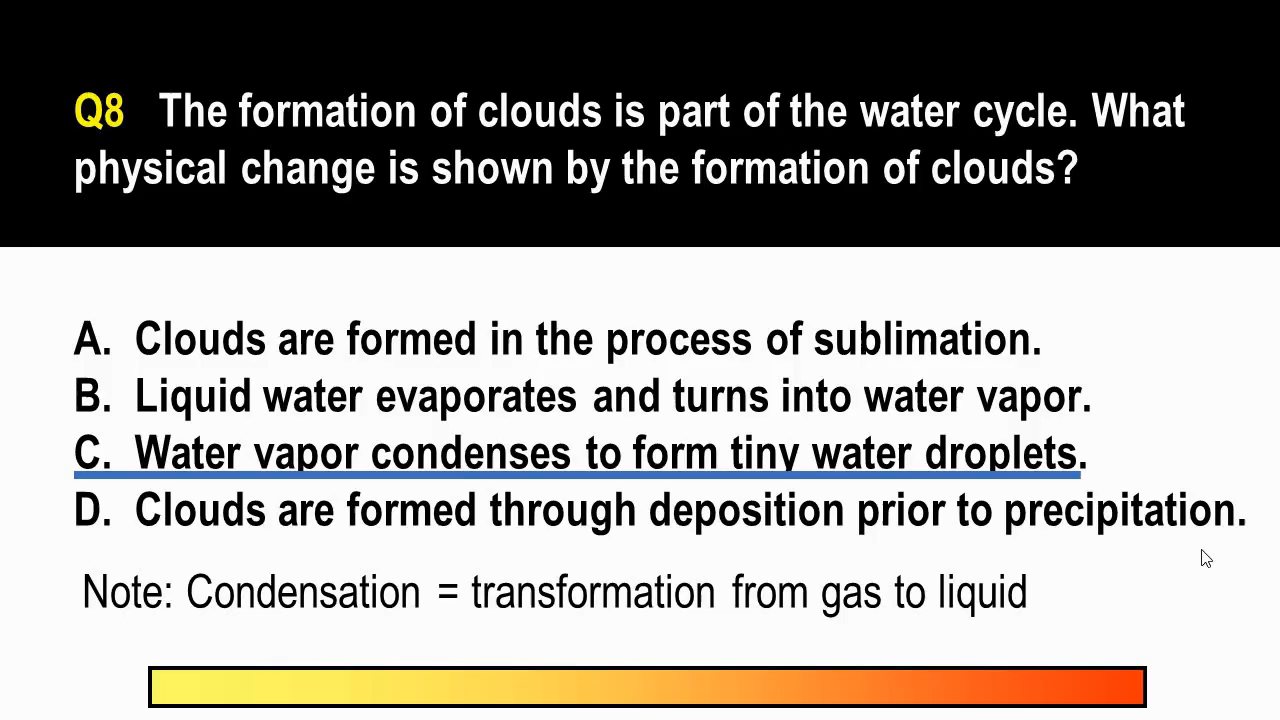 Q8 The formation of clouds is part of the water cycle. What
physical change is shown by the formation of clouds?
A. Clouds are formed in the process of sublimation.
B. Liquid water evaporates and turns into water vapor.
C. Water vapor condenses to form tiny water droplets.
D. Clouds are formed through deposition prior to precipitation.
Note: Condensation = transformation from gas to liquid